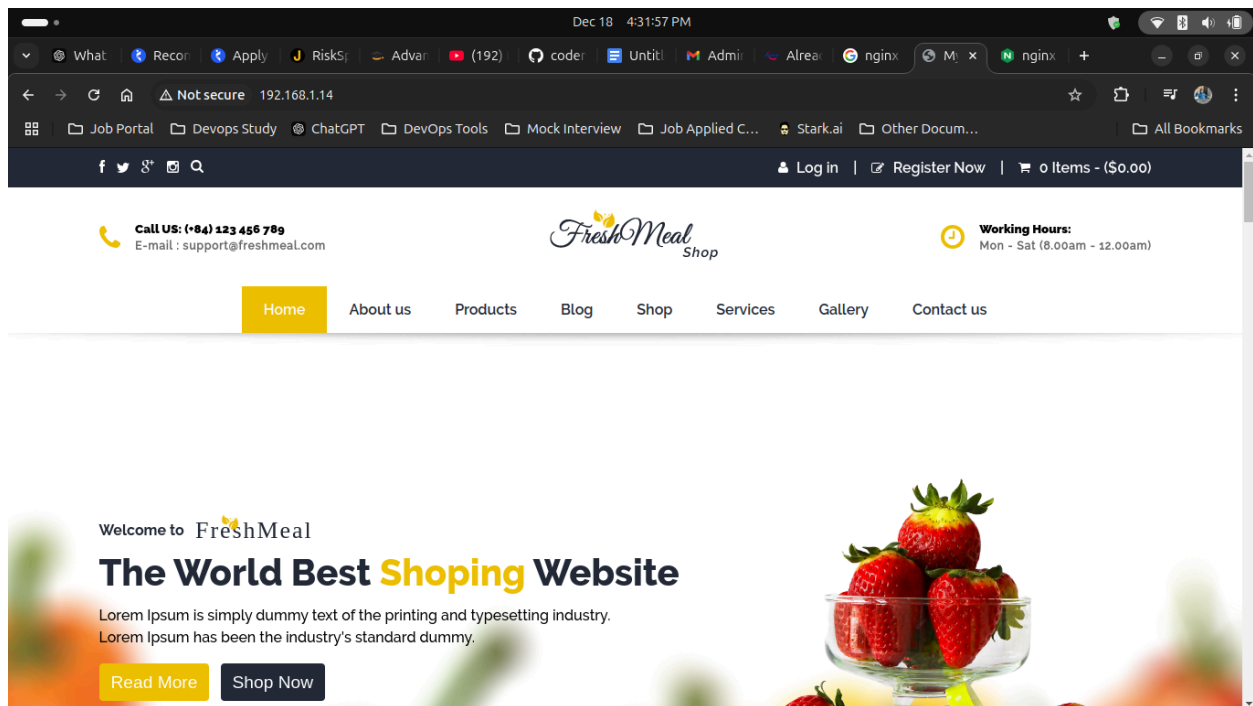 Dec 18 4:31:57 PM
What Recon Apply RiskSp Advan (192) coder Untitl Admin Alread nginx My nginx
Not secure 192.168.1.14
Job Portal Devops Study ChatGPT DevOps Tools Mock Interview Job Applied C... Stark.ai Other Docum... All Bookmarks
Log in | Register Now | 0 Items - ($0.00)
Call US: (+84) 123 456 789
E-mail : support@freshmeal.com
FreshMeal
Shop
Working Hours:
Mon - Sat (8.00am - 12.00am)
Home About us Products Blog Shop Services Gallery Contact us
Welcome to FreshMeal
The World Best Shoping Website
Lorem Ipsum is simply dummy text of the printing and typesetting industry.
Lorem Ipsum has been the industry's standard dummy.
Read More Shop Now